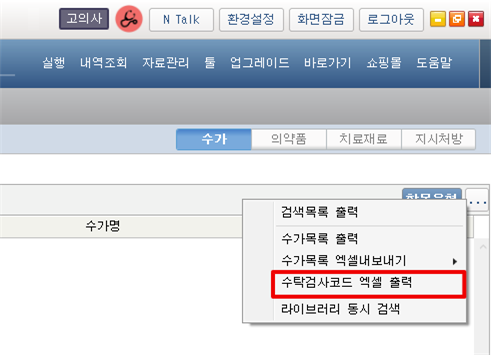 고의사 N Talk 환경설정 화면잠금 로그아웃
실행 내역조회 자료관리 툴 업그레이드 바로가기 쇼핑몰 도움말
수가 의약품 치료재료 지시처방
...
수가명
검색목록 출력
수가목록 출력
수가목록 엑셀내보내기
수탁검사코드 엑셀 출력
라이브러리 동시 검색